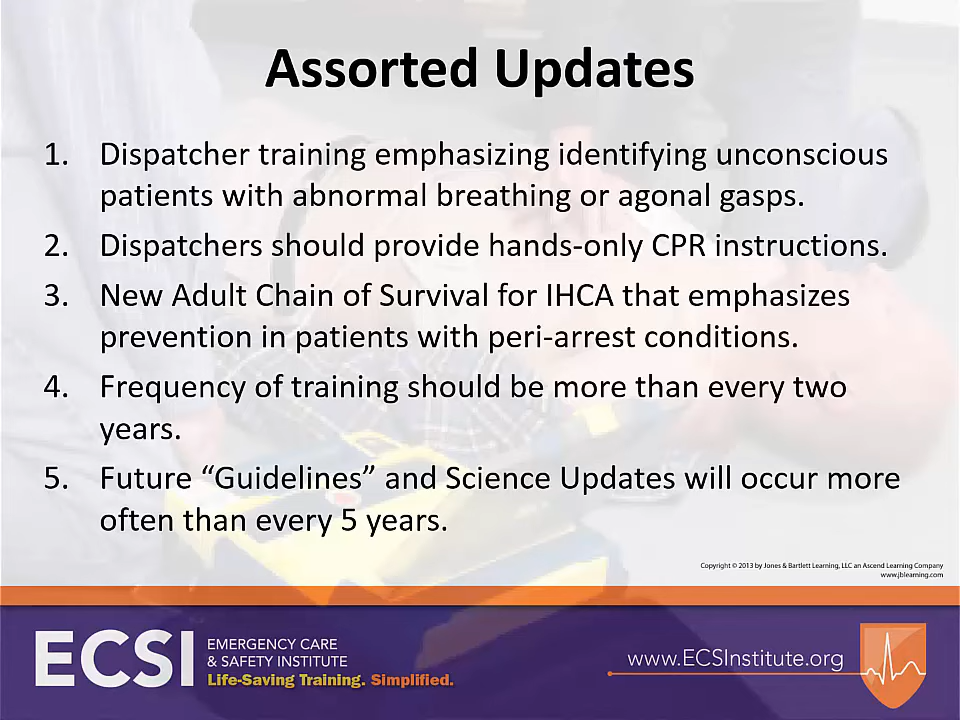 Assorted Updates
1. Dispatcher training emphasizing identifying unconscious
patients with abnormal breathing or agonal gasps.
2. Dispatchers should provide hands-only CPR instructions.
3. New Adult Chain of Survival for IHCA that emphasizes
prevention in patients with peri-arrest conditions.
4. Frequency of training should be more than every two
years.
5. Future “Guidelines” and Science Updates will occur more
often than every 5 years.
Copyright © 2013 by Jones & Bartlett Learning, LLC an Ascend Learning Company
www.jblearning.com
ECSI
EMERGENCY CARE
& SAFETY INSTITUTE
Life-Saving Training. Simplified.
www.ECSInstitute.org